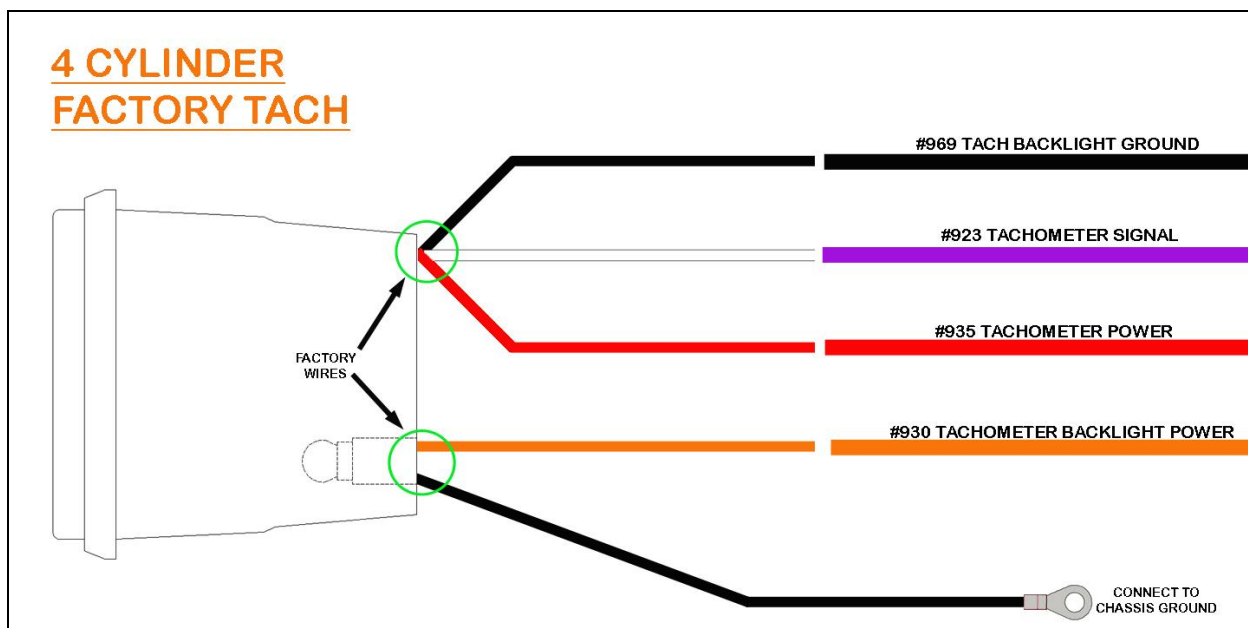 4 CYLINDER
FACTORY TACH
#969 TACH BACKLIGHT GROUND
#923 TACHOMETER SIGNAL
#935 TACHOMETER POWER
FACTORY
WIRES
#930 TACHOMETER BACKLIGHT POWER
CONNECT TO
CHASSIS GROUND